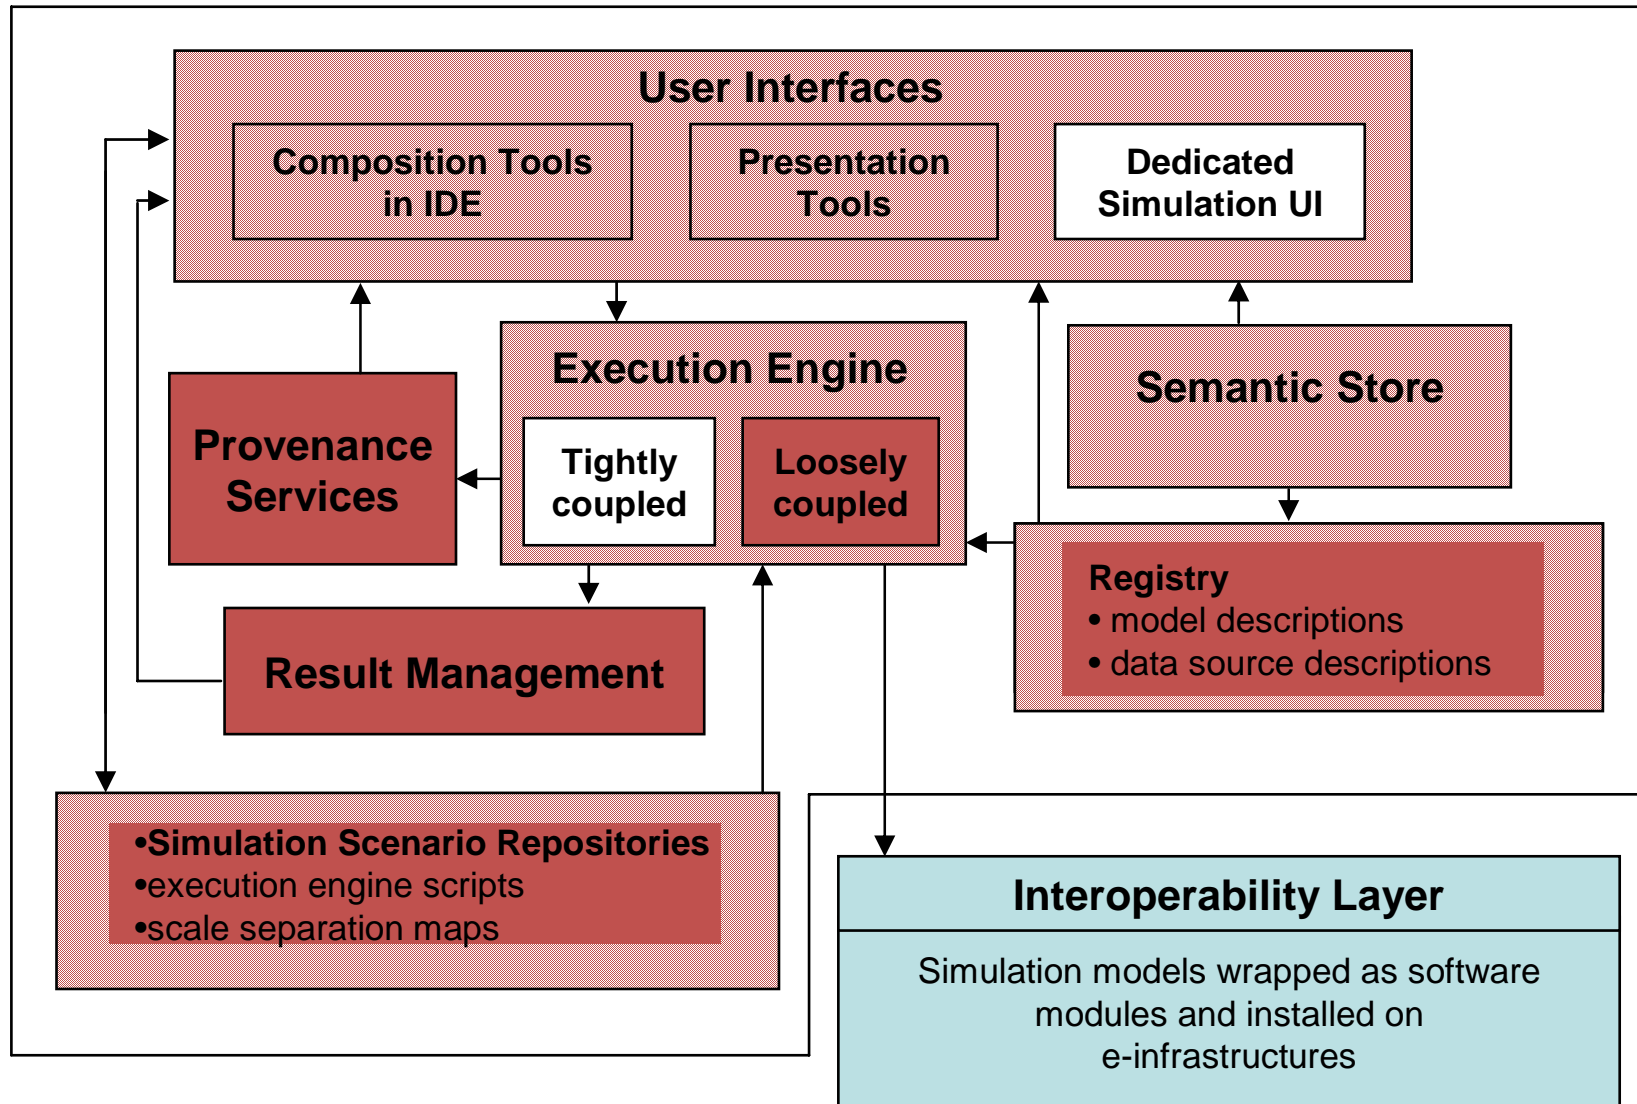 User Interfaces
Composition Tools
in IDE
Presentation
Tools
Dedicated
Simulation UI
Execution Engine
Tightly
coupled
Loosely
coupled
Semantic Store
Provenance
Services
Registry
• model descriptions
• data source descriptions
Result Management
•Simulation Scenario Repositories
•execution engine scripts
•scale separation maps
Interoperability Layer
Simulation models wrapped as software
modules and installed on
e-infrastructures